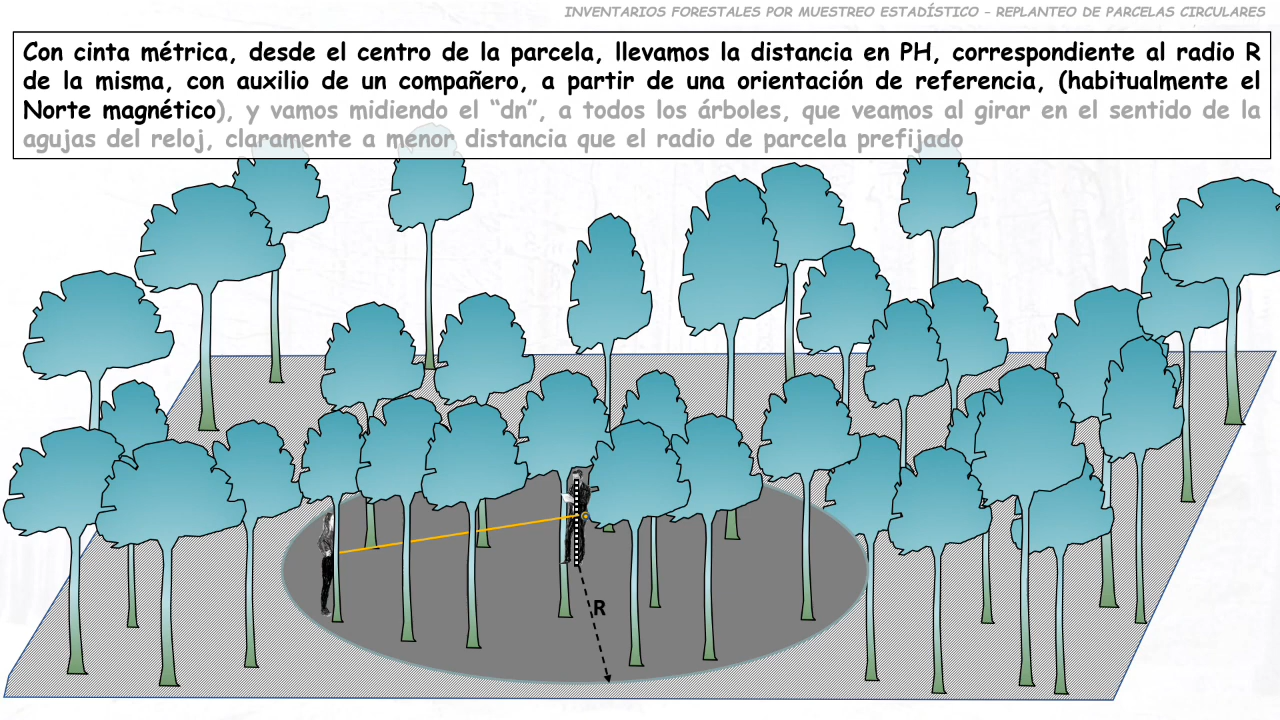 INVENTARIOS FORESTALES POR MUESTREO ESTADÍSTICO – REPLANTEO DE PARCELAS CIRCULARES
Con cinta métrica, desde el centro de la parcela, llevamos la distancia en PH, correspondiente al radio R
de la misma, con auxilio de un compañero, a partir de una orientación de referencia, (habitualmente el
Norte magnético), y vamos midiendo el “dn”, a todos los árboles, que veamos al girar en el sentido de la
agujas del reloj, claramente a menor distancia que el radio de parcela prefijado
R